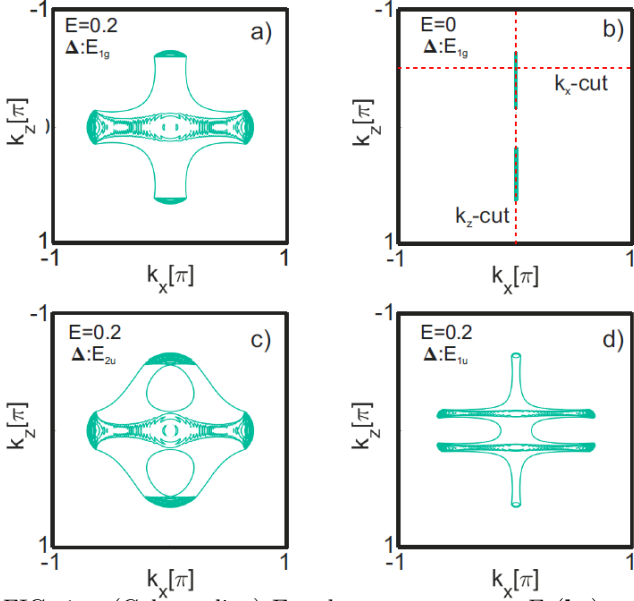 -1
E=0.2
Δ:E1g
a)
kz[π]
0
1
-1
1
kx[π]
-1
E=0
Δ:E1g
b)
kx-cut
kz[π]
kz-cut
1
-1
1
kx[π]
-1
E=0.2
Δ:E2u
c)
kz[π]
1
-1
1
kx[π]
-1
E=0.2
Δ:E1u
d)
kz[π]
1
-1
1
kx[π]
FIG. (Color online)